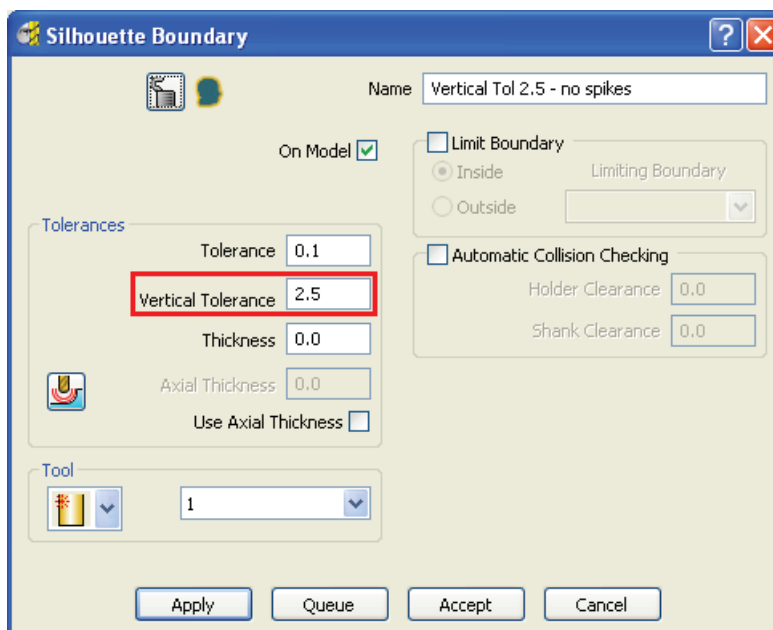 Silhouette Boundary
Name Vertical Tol 2.5 - no spikes
On Model
Limit Boundary
Inside Limiting Boundary
Outside
Tolerances
Tolerance 0.1
Vertical Tolerance 2.5
Thickness 0.0
Axial Thickness 0.0
Use Axial Thickness
Automatic Collision Checking
Holder Clearance 0.0
Shank Clearance 0.0
Tool
1
Apply Queue Accept Cancel